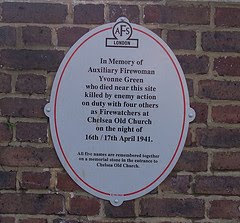 AFS
LONDON
In Memory of
Auxiliary Firewoman
Yvonne Green
who died near this site
killed by enemy action
on duty with four others
as Firewatchers at
Chelsea Old Church
on the night of
16th / 17th April 1941.
All five names are remembered together
on a memorial stone in the entrance to
Chelsea Old Church.